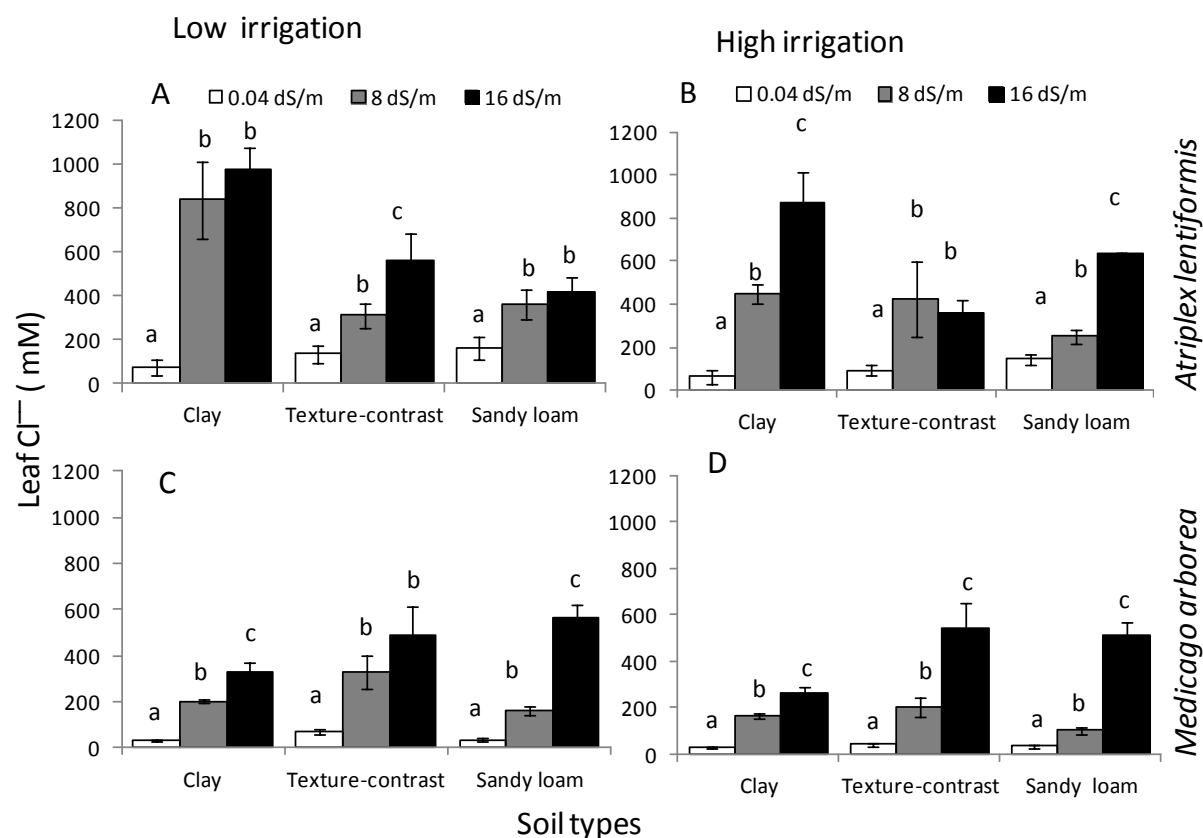 Low irrigation
High irrigation
A
0.04 dS/m 8 dS/m 16 dS/m
B
0.04 dS/m 8 dS/m 16 dS/m
Leaf Cl— ( mM)
1200
1000
800
600
400
200
0
a b b
a b c
a b b
Clay Texture-contrast Sandy loam
1200
1000
800
600
400
200
0
a b c
a b b
a b c
Clay Texture-contrast Sandy loam
Atriplex lentiformis
C
1200
1000
800
600
400
200
0
a b c
a b b
a b c
Clay Texture-contrast Sandy loam
D
1200
1000
800
600
400
200
0
a b c
a b c
a b c
Clay Texture-contrast Sandy loam
Medicago arborea
Soil types